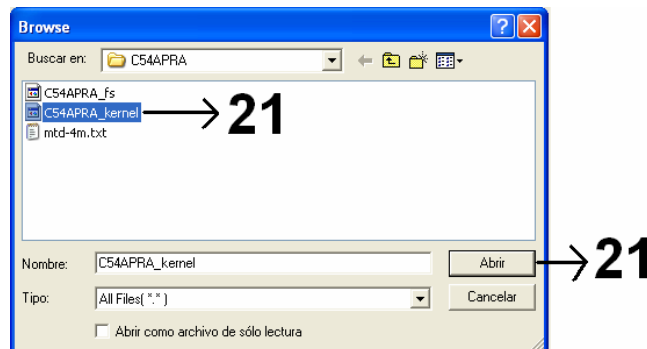 Browse
Buscar en: C54APRA
C54APRA_fs
C54APRA_kernel 21
mtd-4m.txt
Nombre: C54APRA_kernel Abrir 21
Tipo: All Files( *.* ) Cancelar
Abrir como archivo de sólo lectura